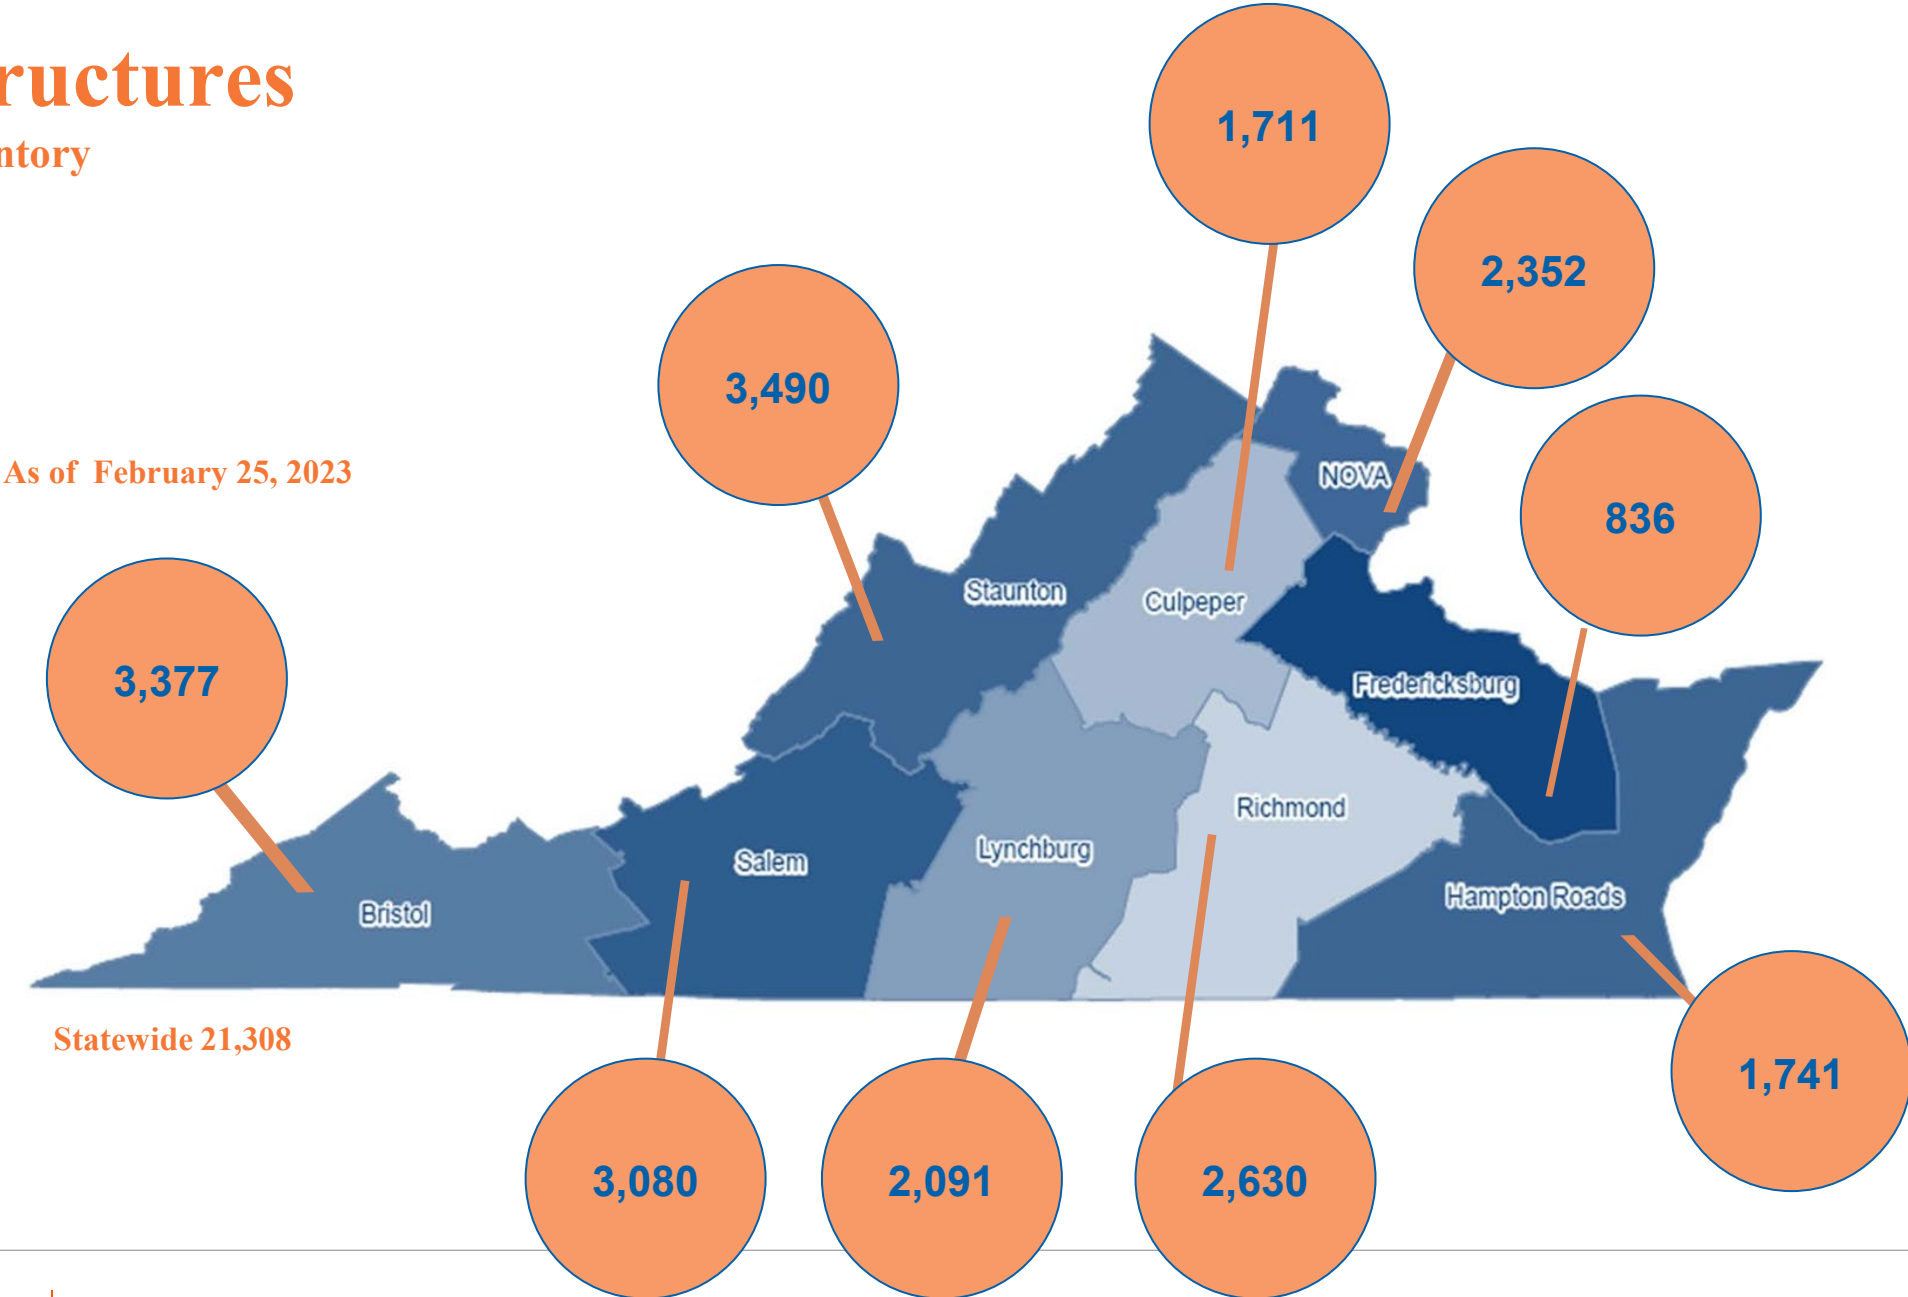 ructures
ntory
1,711
2,352
3,490
As of February 25, 2023
NOVA
836
Staunton
Culpeper
3,377
Fredericksburg
Richmond
Lynchburg
Salem
Hampton Roads
Bristol
Statewide 21,308
1,741
3,080
2,091
2,630